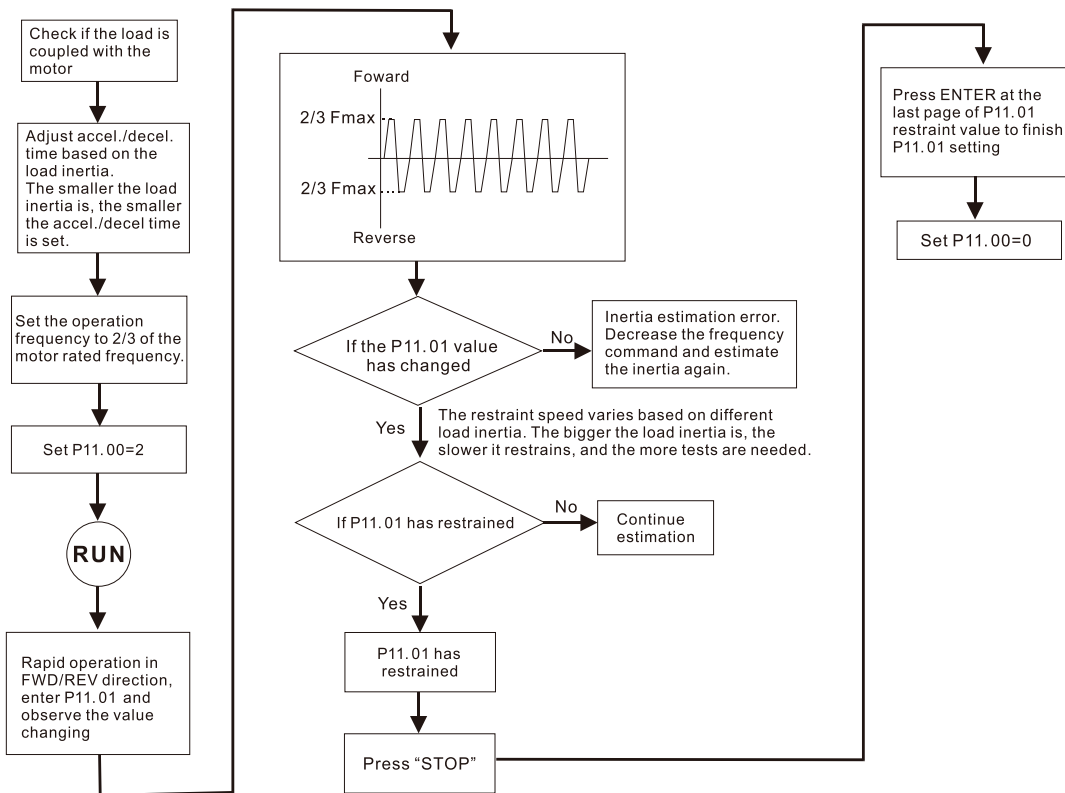 Check if the load is
coupled with the
motor
Adjust accel./decel.
time based on the
load inertia.
The smaller the load
inertia is, the smaller
the accel./decel time
is set.
Set the operation
frequency to 2/3 of the
motor rated frequency.
Set P11.00=2
RUN
Rapid operation in
FWD/REV direction,
enter P11.01 and
observe the value
changing
Foward
2/3 Fmax
2/3 Fmax
Reverse
If the P11.01 value
has changed
No
Inertia estimation error.
Decrease the frequency
command and estimate
the inertia again.
Yes
The restraint speed varies based on different
load inertia. The bigger the load inertia is, the
slower it restrains, and the more tests are needed.
If P11.01 has restrained
No
Continue
estimation
Yes
P11.01 has
restrained
Press “STOP”
Press ENTER at the
last page of P11.01
restraint value to finish
P11.01 setting
Set P11.00=0